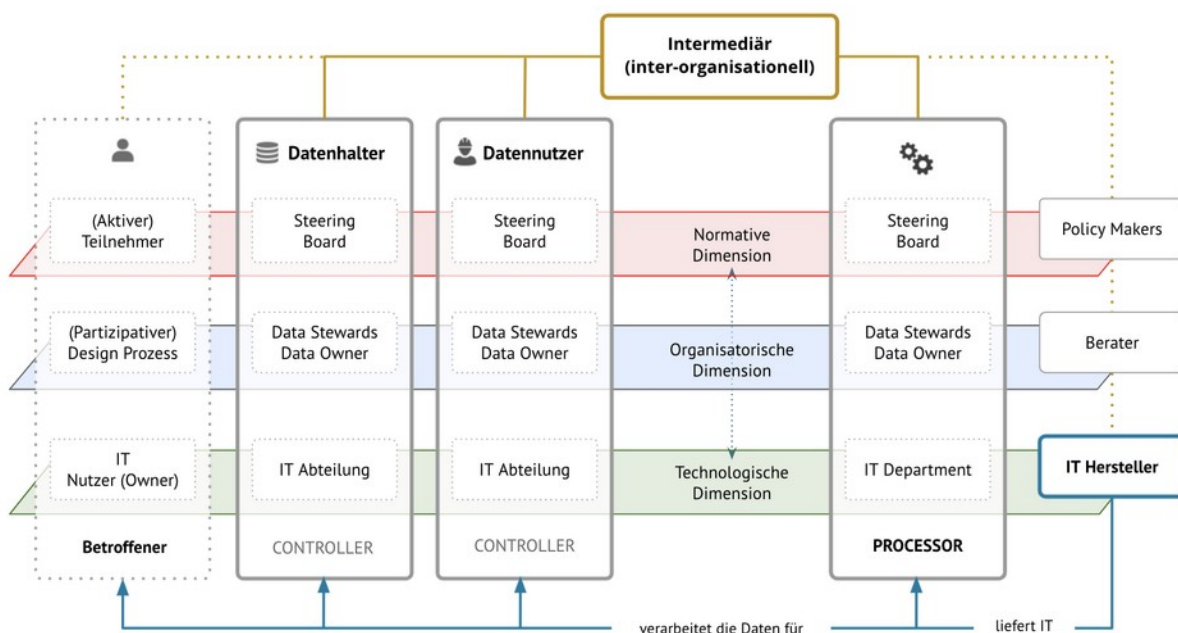 Intermediär
(inter-organisationell)
Datenhalter
Datennutzer
(Aktiver)
Teilnehmer
Steering
Board
Steering
Board
Normative
Dimension
Steering
Board
Policy Makers
(Partizipativer)
Design Prozess
Data Stewards
Data Owner
Data Stewards
Data Owner
Organisatorische
Dimension
Data Stewards
Data Owner
Berater
IT
Nutzer (Owner)
IT Abteilung
IT Abteilung
Technologische
Dimension
IT Department
IT Hersteller
Betroffener
CONTROLLER
CONTROLLER
PROCESSOR
verarbeitet die Daten für
liefert IT